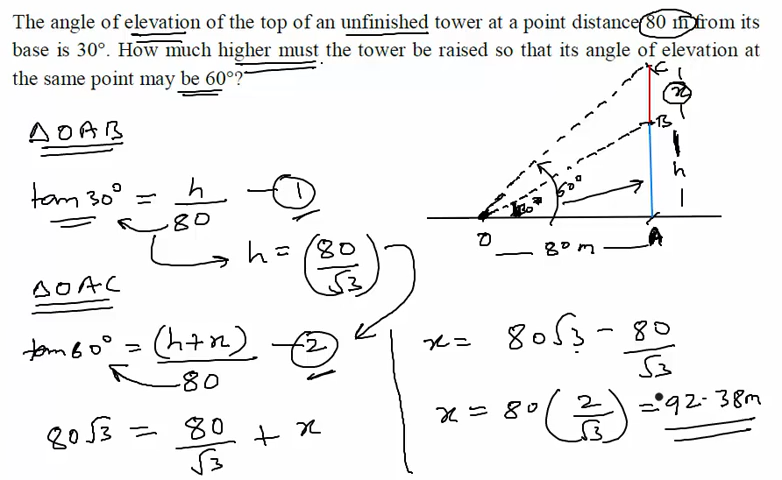 The angle of elevation of the top of an unfinished tower at a point distance 80 m from its
base is 30°. How much higher must the tower be raised so that its angle of elevation at
the same point may be 60°?
C
x
B
h
60°
30°
O
80 m
A
△OAB
tan 30° = h/80 — 1
h = (80/√3)
△OAC
tan 60° = (h+x)/80 — 2
80√3 = 80/√3 + x
x = 80√3 - 80/√3
x = 80(2/√3) = 92.38m